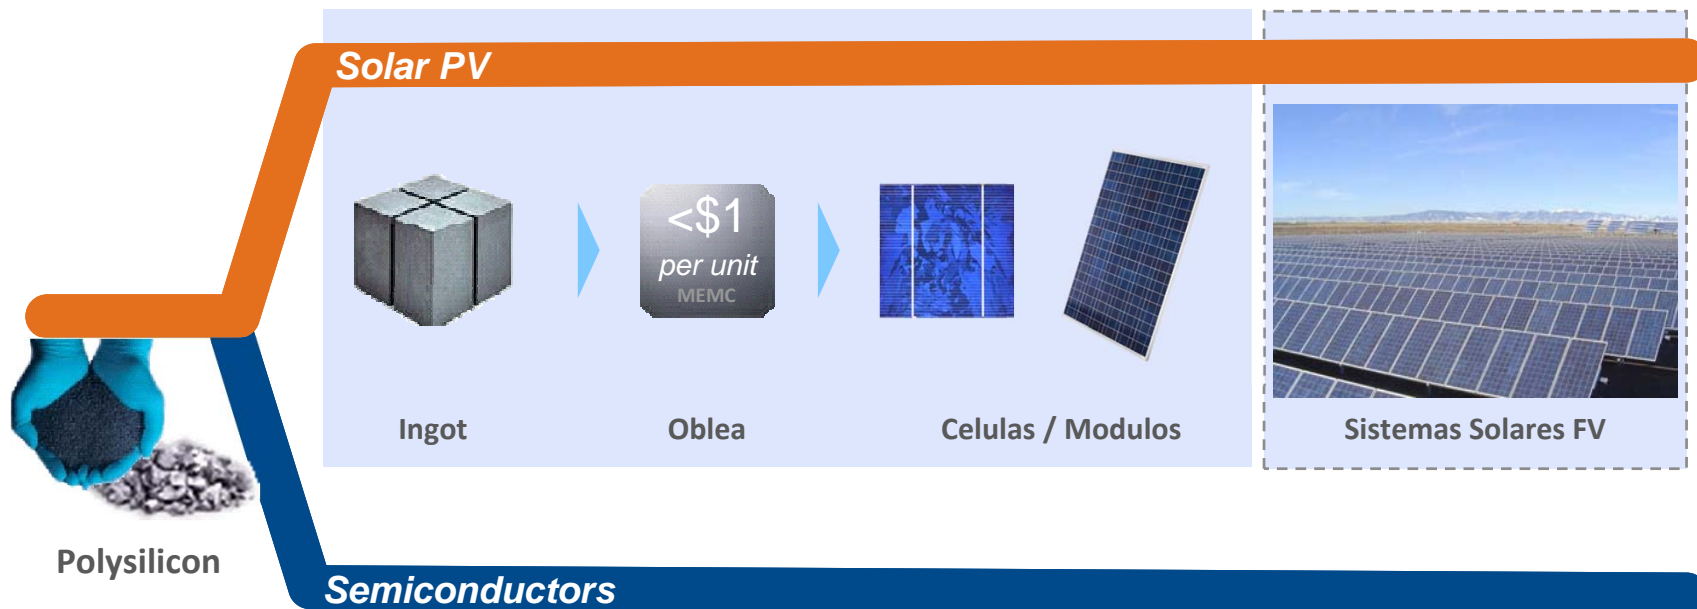 Solar PV
<$1
per unit
MEMC
Ingot
Oblea
Celulas / Modulos
Sistemas Solares FV
Polysilicon
Semiconductors